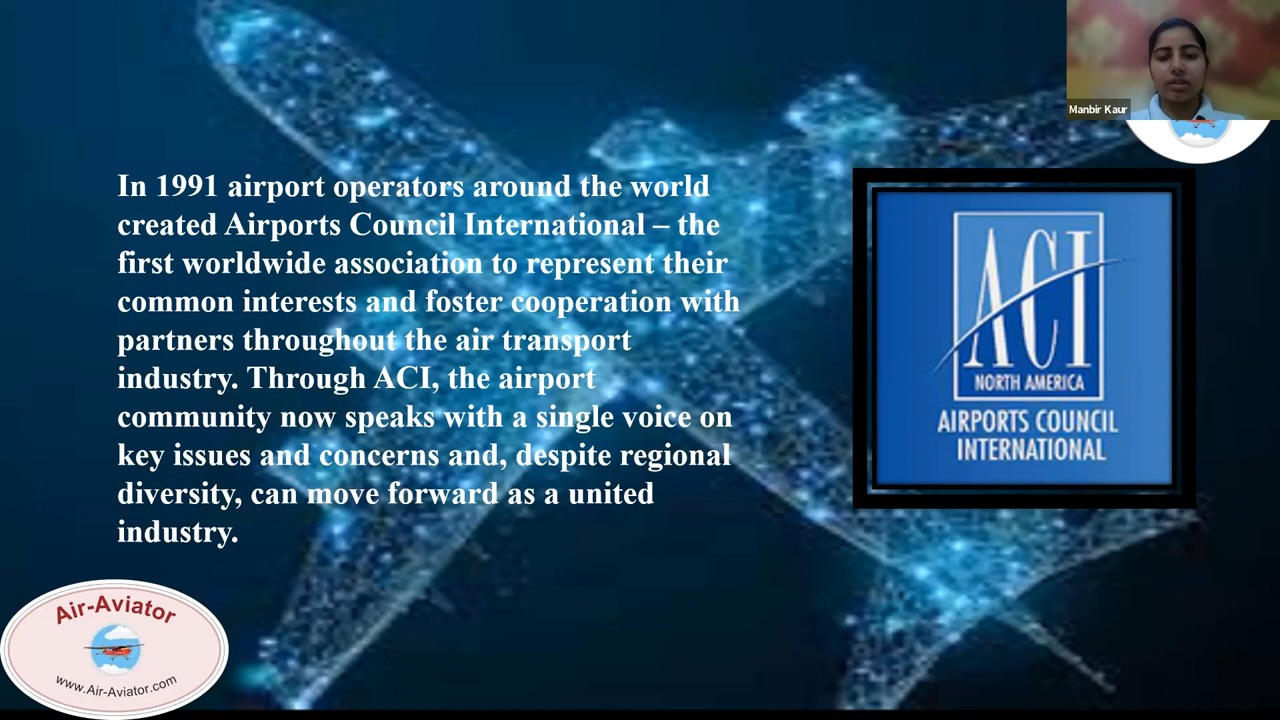 Manbir Kaur
In 1991 airport operators around the world
created Airports Council International – the
first worldwide association to represent their
common interests and foster cooperation with
partners throughout the air transport
industry. Through ACI, the airport
community now speaks with a single voice on
key issues and concerns and, despite regional
diversity, can move forward as a united
industry.
ACI
NORTH AMERICA
AIRPORTS COUNCIL
INTERNATIONAL
Air-Aviator
www.Air-Aviator.com